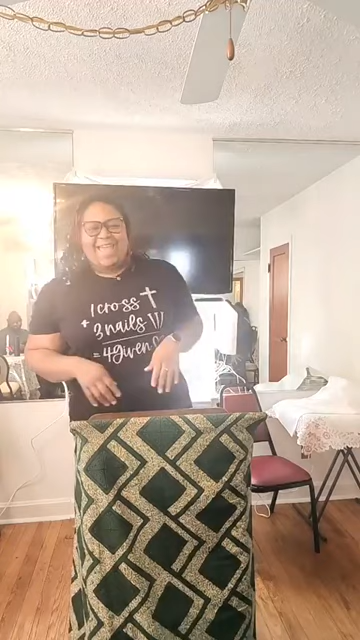 1 cross
+ 3 nails
= 4given